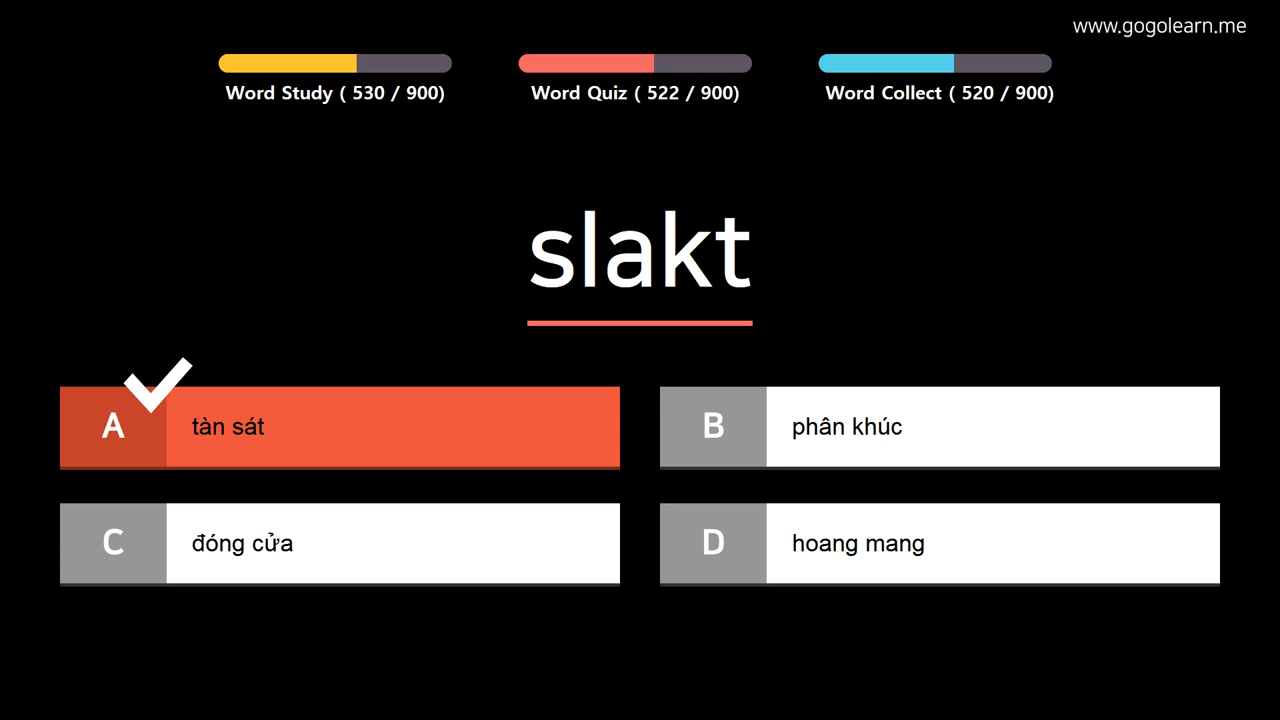 www.gogolearn.me
Word Study ( 530 / 900)
Word Quiz ( 522 / 900)
Word Collect ( 520 / 900)
slakt
A
tàn sát
B
phân khúc
C
đóng cửa
D
hoang mang